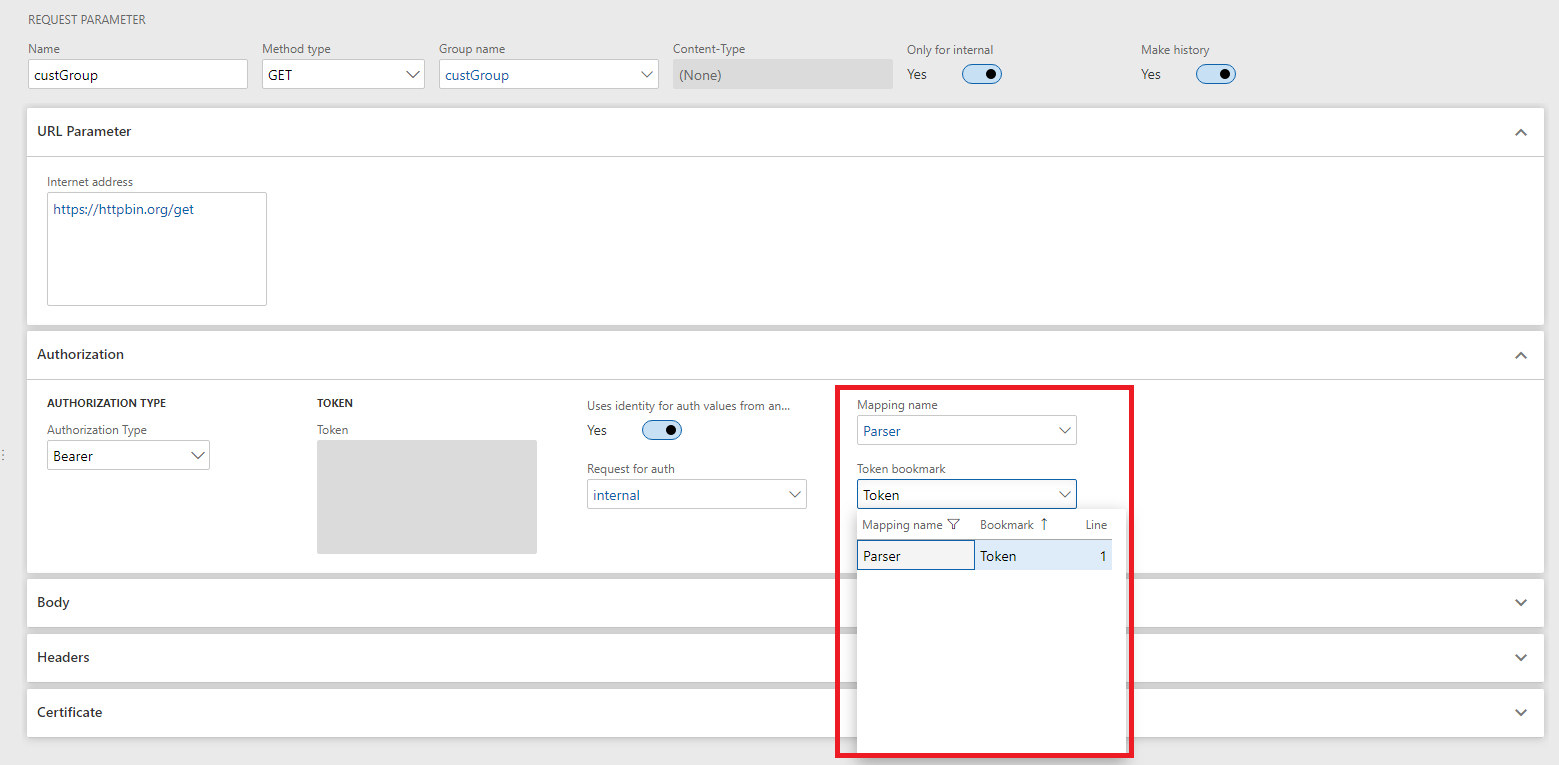 REQUEST PARAMETER
Name
Method type
Group name
Content-Type
Only for internal
Make history
custGroup
GET
custGroup
(None)
Yes
Yes
URL Parameter
Internet address
https://httpbin.org/get
Authorization
AUTHORIZATION TYPE
Authorization Type
Bearer
TOKEN
Token
Uses identity for auth values from an...
Yes
Request for auth
internal
Mapping name
Parser
Token bookmark
Token
Mapping name Bookmark Line
Parser Token 1
Body
Headers
Certificate